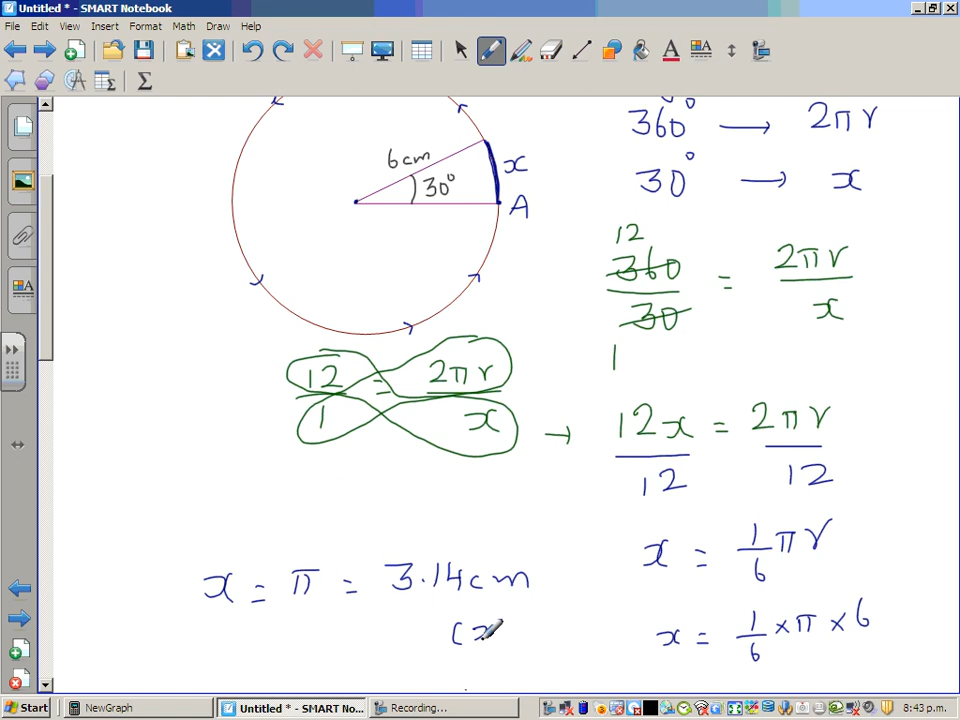 Untitled * - SMART Notebook
File Edit View Insert Format Math Draw Help
360° → 2πr
30° → x
6cm
30°
x
A
12
360/30 = 2πr/x
1
12/1 = 2πr/x
→ 12x/12 = 2πr/12
x = 1/6 πr
x = π = 3.14cm
x = 1/6 × π × 6
(x
Start
NewGraph
Untitled * - SMART No...
Recording...
8:43 p.m.